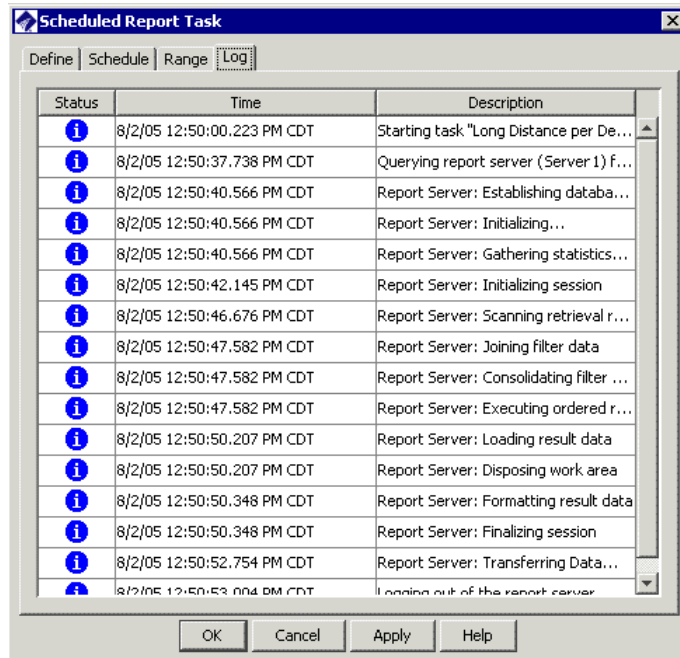 Scheduled Report Task
Define Schedule Range Log
Status Time Description
8/2/05 12:50:00.223 PM CDT Starting task "Long Distance per De...
8/2/05 12:50:37.738 PM CDT Querying report server (Server 1) f...
8/2/05 12:50:40.566 PM CDT Report Server: Establishing databa...
8/2/05 12:50:40.566 PM CDT Report Server: Initializing...
8/2/05 12:50:40.566 PM CDT Report Server: Gathering statistics...
8/2/05 12:50:42.145 PM CDT Report Server: Initializing session
8/2/05 12:50:46.676 PM CDT Report Server: Scanning retrieval r...
8/2/05 12:50:47.582 PM CDT Report Server: Joining filter data
8/2/05 12:50:47.582 PM CDT Report Server: Consolidating filter ...
8/2/05 12:50:47.582 PM CDT Report Server: Executing ordered r...
8/2/05 12:50:50.207 PM CDT Report Server: Loading result data
8/2/05 12:50:50.207 PM CDT Report Server: Disposing work area
8/2/05 12:50:50.348 PM CDT Report Server: Formatting result data
8/2/05 12:50:50.348 PM CDT Report Server: Finalizing session
8/2/05 12:50:52.754 PM CDT Report Server: Transferring Data...
8/2/05 12:50:53.004 PM CDT Logging out of the report server
OK Cancel Apply Help